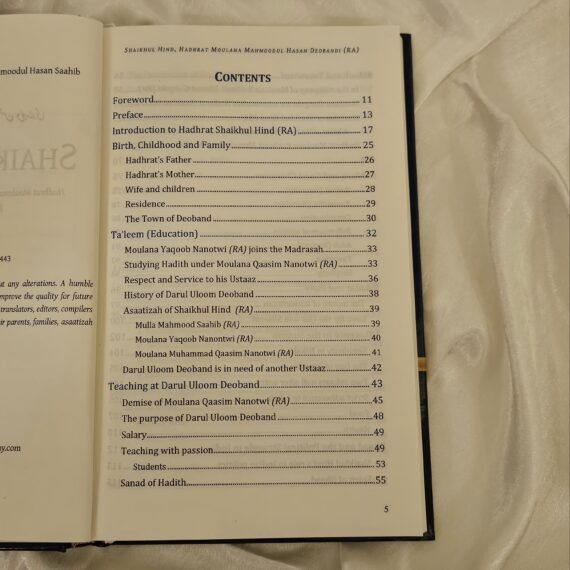 moodul Hasan Saahib
SHAIK
443
ut any alterations. A humble
mprove the quality for future
translators, editors, compilers
ir parents, families, asaatizah
y.com
SHAIKHUL HIND, HADHRAT MOULANA MAHMOODUL HASAN DEOBANDI (RA)
CONTENTS
Foreword 11
Preface 13
Introduction to Hadhrat Shaikhul Hind (RA) 17
Birth, Childhood and Family 25
Hadhrat's Father 26
Hadhrat's Mother 27
Wife and children 28
Residence 29
The Town of Deoband 30
Ta'leem (Education) 32
Moulana Yaqoob Nanotwi (RA) joins the Madrasah 33
Studying Hadith under Moulana Qaasim Nanotwi (RA) 33
Respect and Service to his Ustaaz 36
History of Darul Uloom Deoband 38
Asaatizah of Shaikhul Hind (RA) 39
Mulla Mahmood Saahib (RA) 39
Moulana Yaqoob Nanontwi (RA) 40
Moulana Muhammad Qaasim Nanotwi (RA) 41
Darul Uloom Deoband is in need of another Ustaaz 42
Teaching at Darul Uloom Deoband 43
Demise of Moulana Qasim Nanotwi (RA) 45
The purpose of Darul Uloom Deoband 48
Salary 49
Teaching with passion 49
Students 53
Sanad of Hadith 55
5